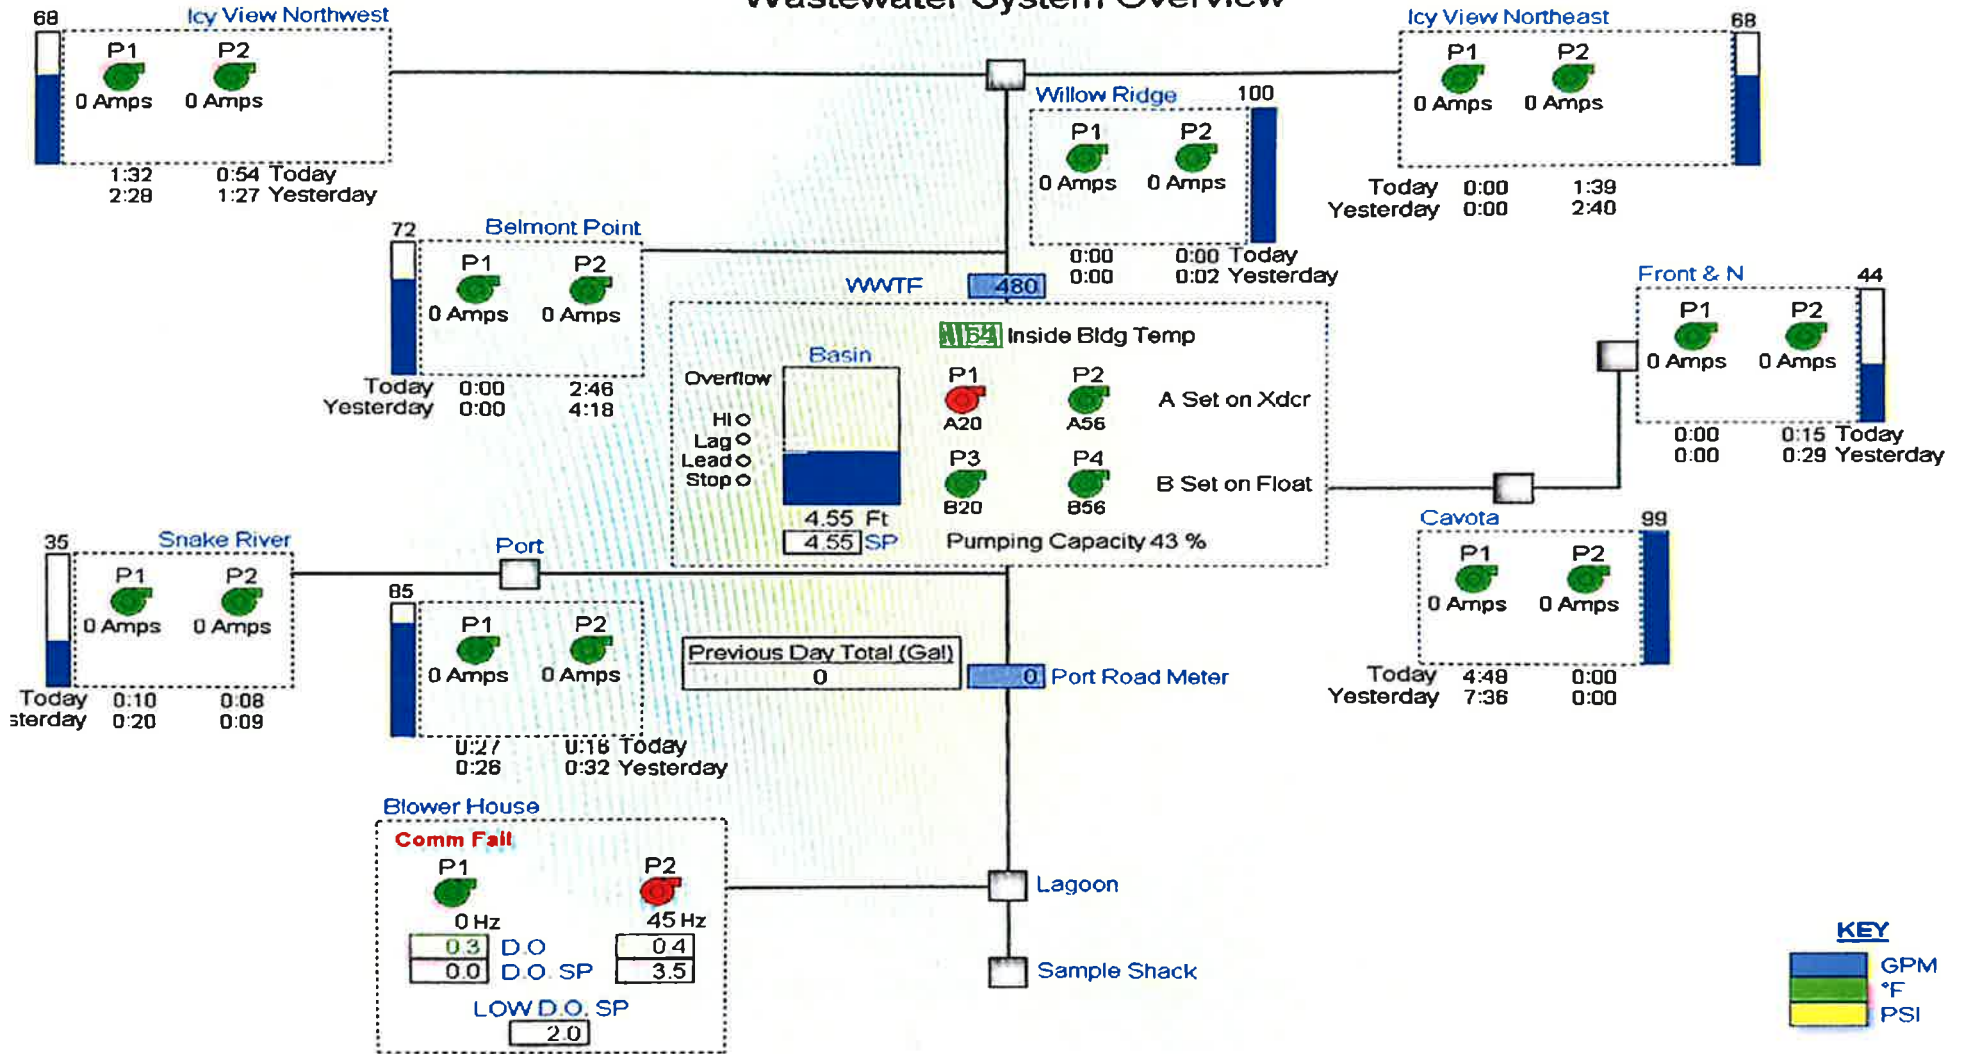 Wastewater System Overview
68 Icy View Northwest
P1 P2
0 Amps 0 Amps
1:32 0:54 Today
2:28 1:27 Yesterday
Icy View Northeast 68
P1 P2
0 Amps 0 Amps
Today 0:00 1:39
Yesterday 0:00 2:40
Willow Ridge 100
P1 P2
0 Amps 0 Amps
0:00 0:00 Today
0:00 0:02 Yesterday
72 Belmont Point
P1 P2
0 Amps 0 Amps
Today 0:00 2:46
Yesterday 0:00 4:18
WWTF 480
Inside Bldg Temp
Basin
Overflow
HI
Lag
Lead
Stop
4.55 Ft
4.55 SP
P1 P2
A20 A56
A Set on Xdcr
P3 P4
B20 B56
B Set on Float
Pumping Capacity 43 %
Front & N 44
P1 P2
0 Amps 0 Amps
0:00 0:15 Today
0:00 0:29 Yesterday
Cavota 99
P1 P2
0 Amps 0 Amps
Today 4:48 0:00
Yesterday 7:36 0:00
35 Snake River
P1 P2
0 Amps 0 Amps
Today 0:10 0:08
sterday 0:20 0:09
Port
85
P1 P2
0 Amps 0 Amps
0:27 0:16 Today
0:26 0:32 Yesterday
Previous Day Total (Gal)
0
0 Port Road Meter
Blower House
Comm Fail
P1 P2
0 Hz 45 Hz
0.3 D.O 0.4
0.0 D.O. SP 3.5
LOW D.O. SP
2.0
Lagoon
Sample Shack
KEY
GPM
°F
PSI